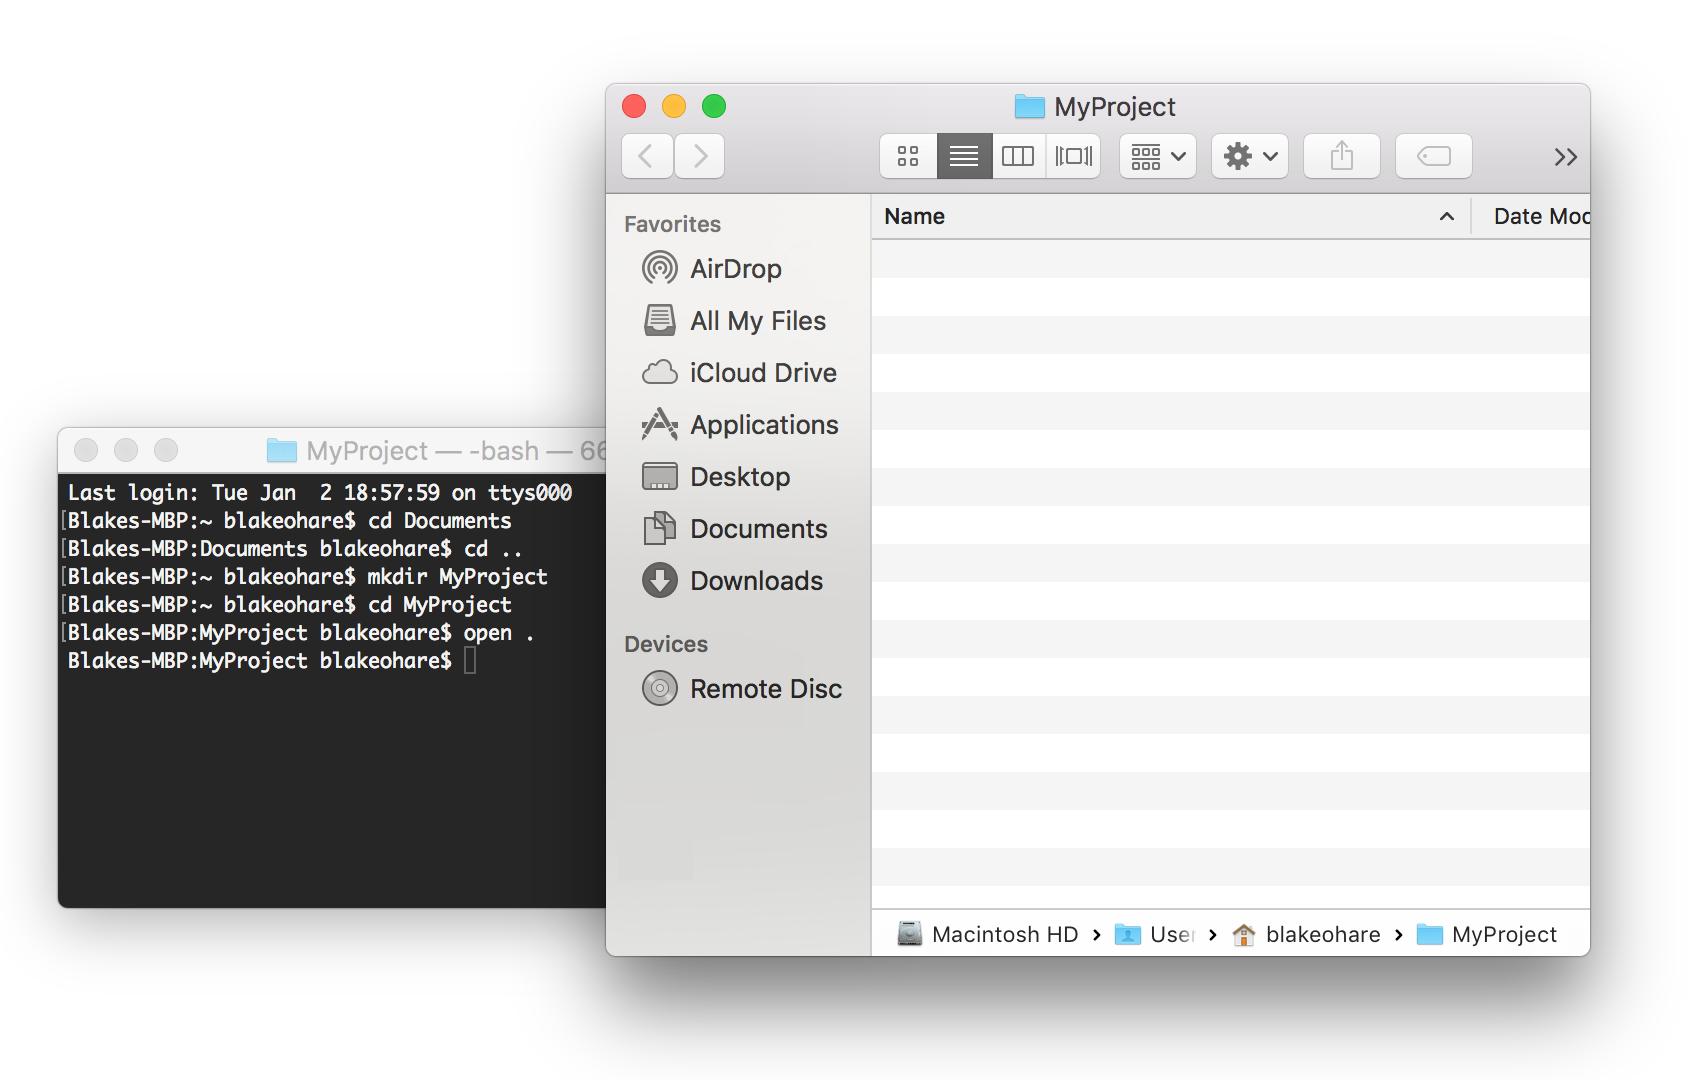 MyProject
Name
Date Moc
Favorites
AirDrop
All My Files
iCloud Drive
Applications
Desktop
Documents
Downloads
Devices
Remote Disc
Macintosh HD › User › blakeohare › MyProject
MyProject — -bash — 66
Last login: Tue Jan  2 18:57:59 on ttys000
[Blakes-MBP:~ blakeohare$ cd Documents
[Blakes-MBP:Documents blakeohare$ cd ..
[Blakes-MBP:~ blakeohare$ mkdir MyProject
[Blakes-MBP:~ blakeohare$ cd MyProject
[Blakes-MBP:MyProject blakeohare$ open .
Blakes-MBP:MyProject blakeohare$